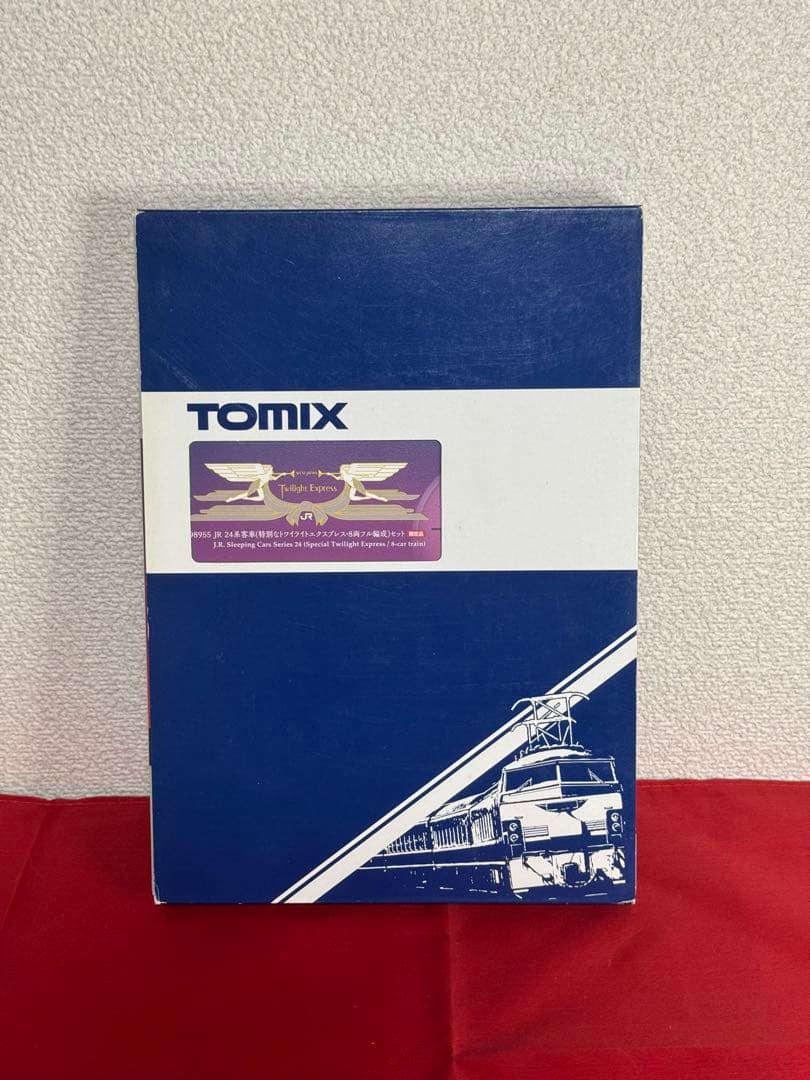 TOMIX
Twilight Express
JR
98955 JR 24系客車(特別なトワイライトエクスプレス・8両フル編成)セット 限定品
J.R. Sleeping Cars Series 24 (Special Twilight Express / 8-car train)